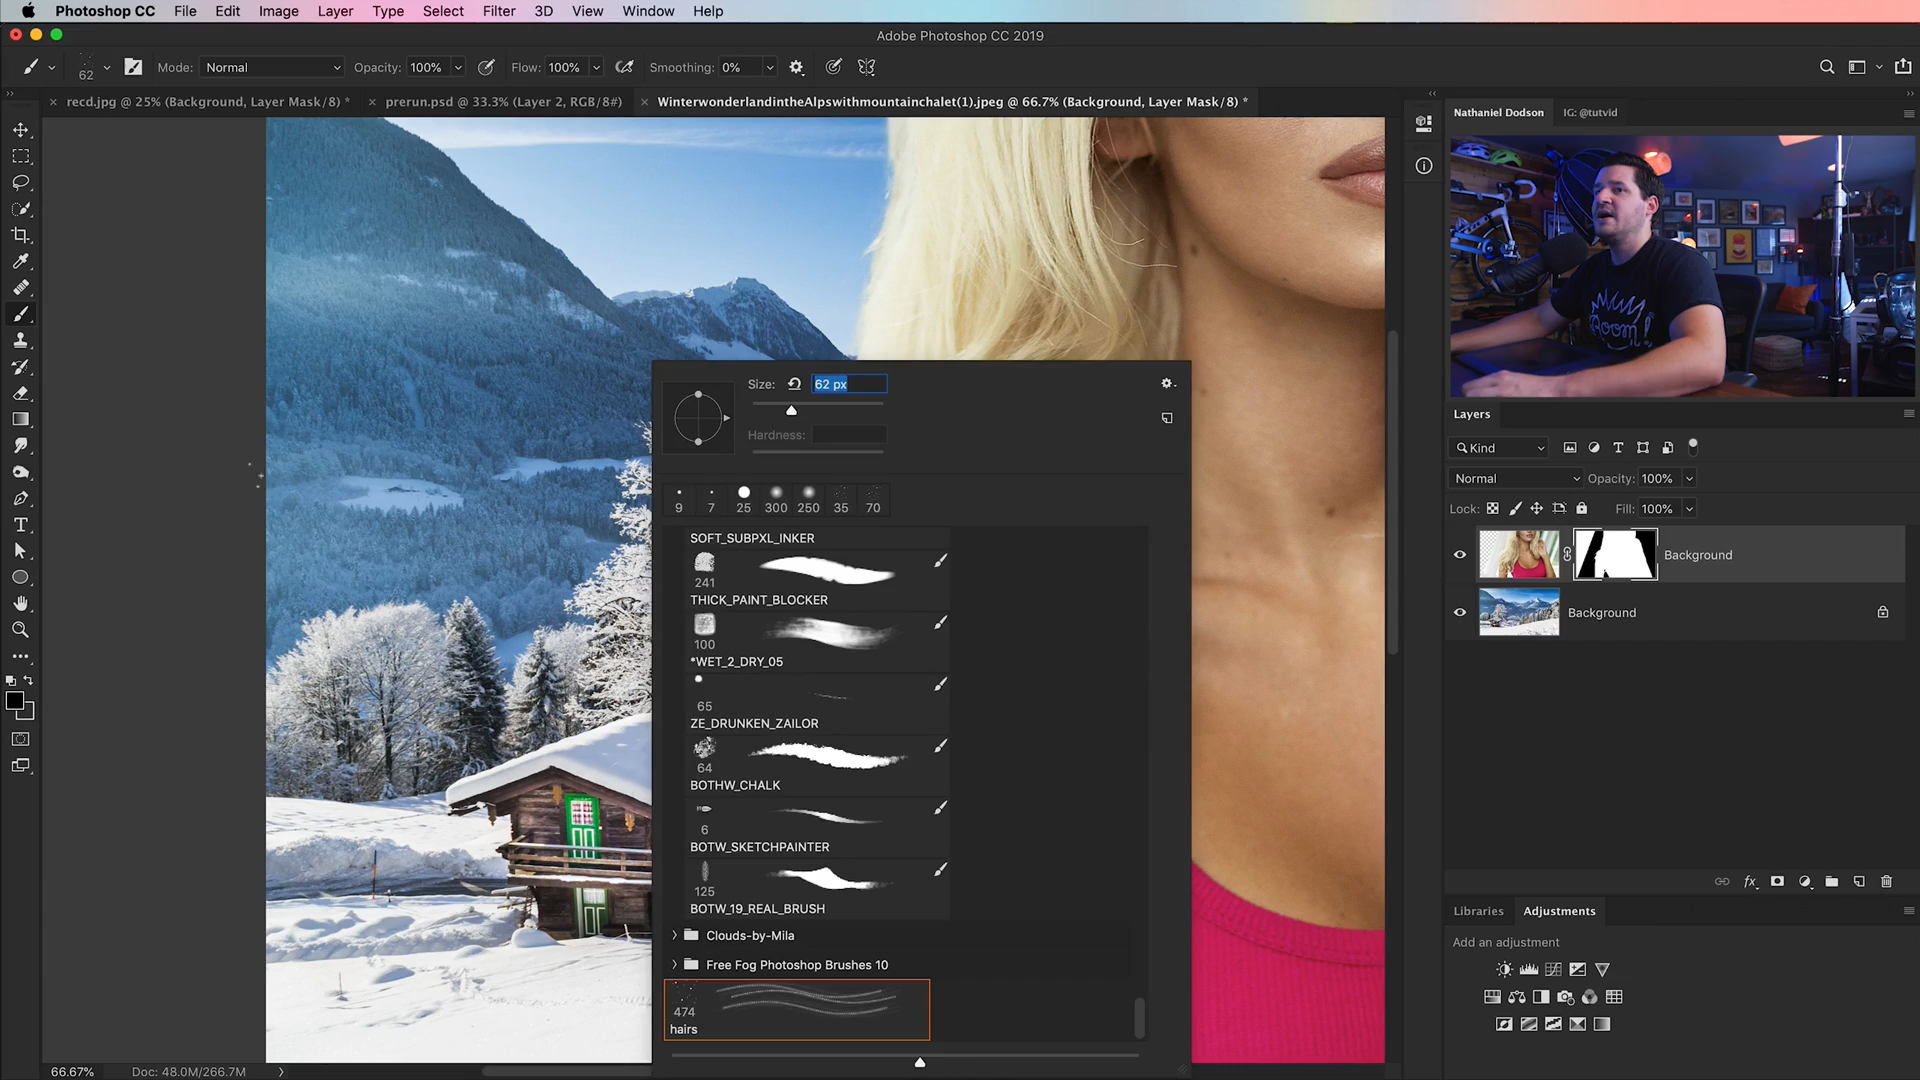 Photoshop CC File Edit Image Layer Type Select Filter 3D View Window Help
Adobe Photoshop CC 2019
62 Mode: Normal Opacity: 100% Flow: 100% Smoothing: 0%
recd.jpg @ 25% (Background, Layer Mask/8) * prerun.psd @ 33.3% (Layer 2, RGB/8#) WinterwonderlandintheAlpswithmountainchalet(1).jpeg @ 66.7% (Background, Layer Mask/8) *
Nathaniel Dodson IG: @tutvid
Size: 62 px
Hardness:
9 7 25 300 250 35 70
SOFT_SUBPXL_INKER
241
THICK_PAINT_BLOCKER
100
*WET_2_DRY_05
65
ZE_DRUNKEN_ZAILOR
64
BOTHW_CHALK
6
BOTW_SKETCHPAINTER
125
BOTW_19_REAL_BRUSH
Clouds-by-Mila
Free Fog Photoshop Brushes 10
474
hairs
66.67% Doc: 48.0M/266.7M
Boom!
Layers
Kind
Normal Opacity: 100%
Lock: Fill: 100%
Background
Background
fx
Libraries Adjustments
Add an adjustment